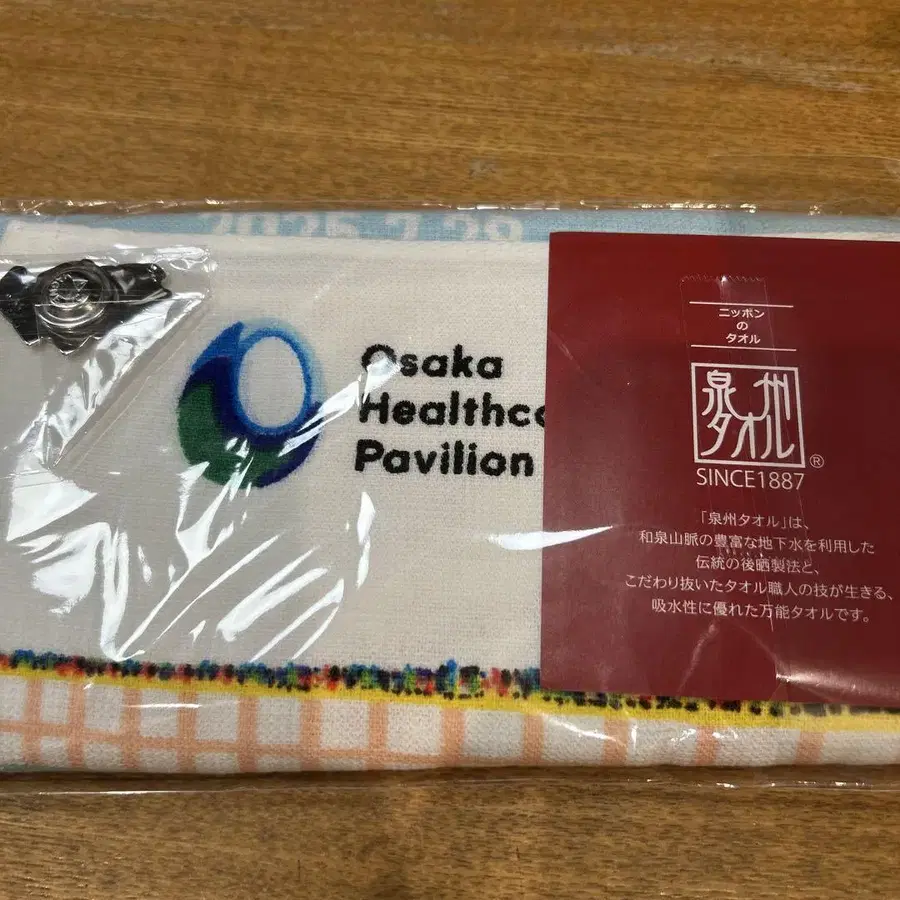 2025.7.28
Osaka
Healthca
Pavilion
ニッポン
の
タオル
泉州
タオル
®
SINCE1887
「泉州タオル」は、
和泉山脈の豊富な地下水を利用した
伝統の後晒製法と、
こだわり抜いたタオル職人の技が生きる、
吸水性に優れた万能タオルです。